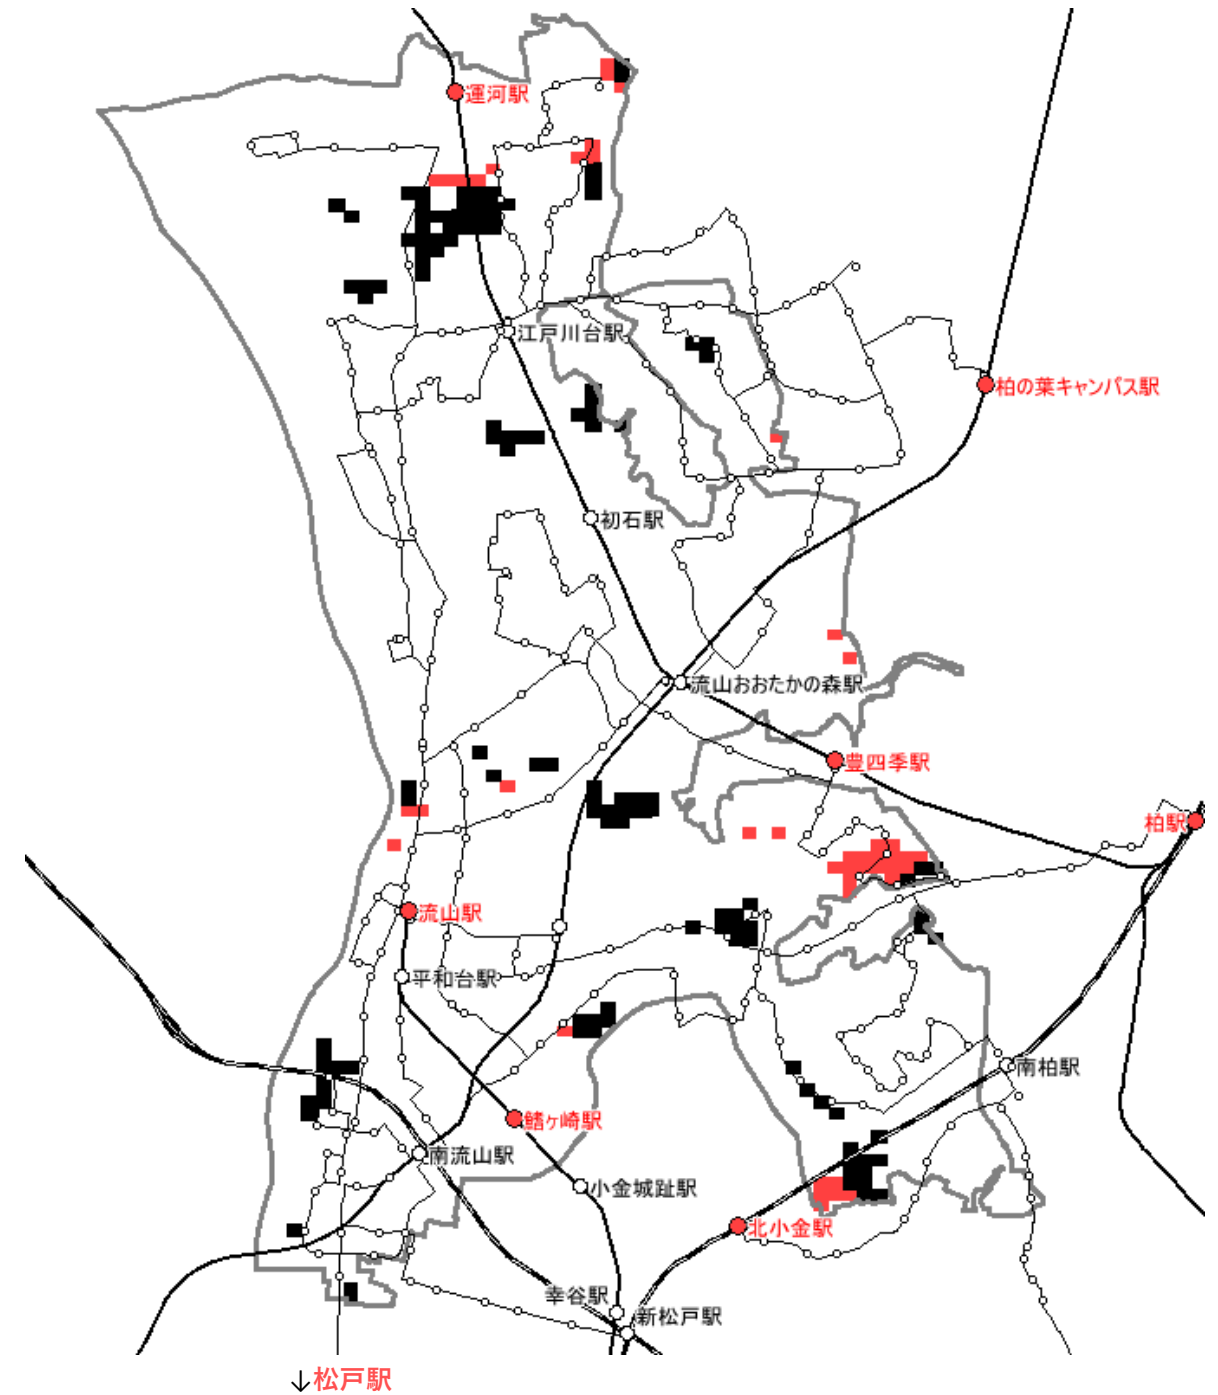 運河駅
江戸川台駅
柏の葉キャンパス駅
初石駅
流山おおたかの森駅
豊四季駅
柏駅
流山駅
平和台駅
南柏駅
鰭ヶ崎駅
南流山駅
小金城趾駅
北小金駅
幸谷駅
新松戸駅
↓松戸駅